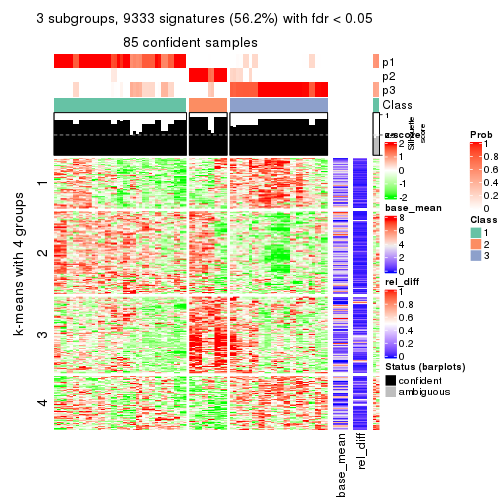 3 subgroups, 9333 signatures (56.2%) with fdr < 0.05
85 confident samples
p1
p2
p3
Class
1
0
Silhouette
score
k-means with 4 groups
1
2
3
4
base_mean
rel_diff
z-score
2
1
0
-1
-2
base_mean
8
6
4
2
0
rel_diff
1
0.8
0.6
0.4
0.2
0
Status (barplots)
confident
ambiguous
Prob
1
0.8
0.6
0.4
0.2
0
Class
1
2
3